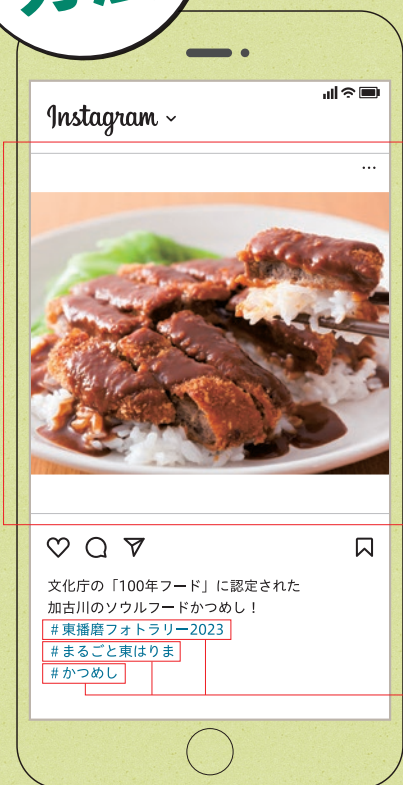 方法
Instagram
文化庁の「100年フード」に認定された
加古川のソウルフードかつめし！
#東播磨フォトラリー2023
#まるごと東はりま
#かつめし